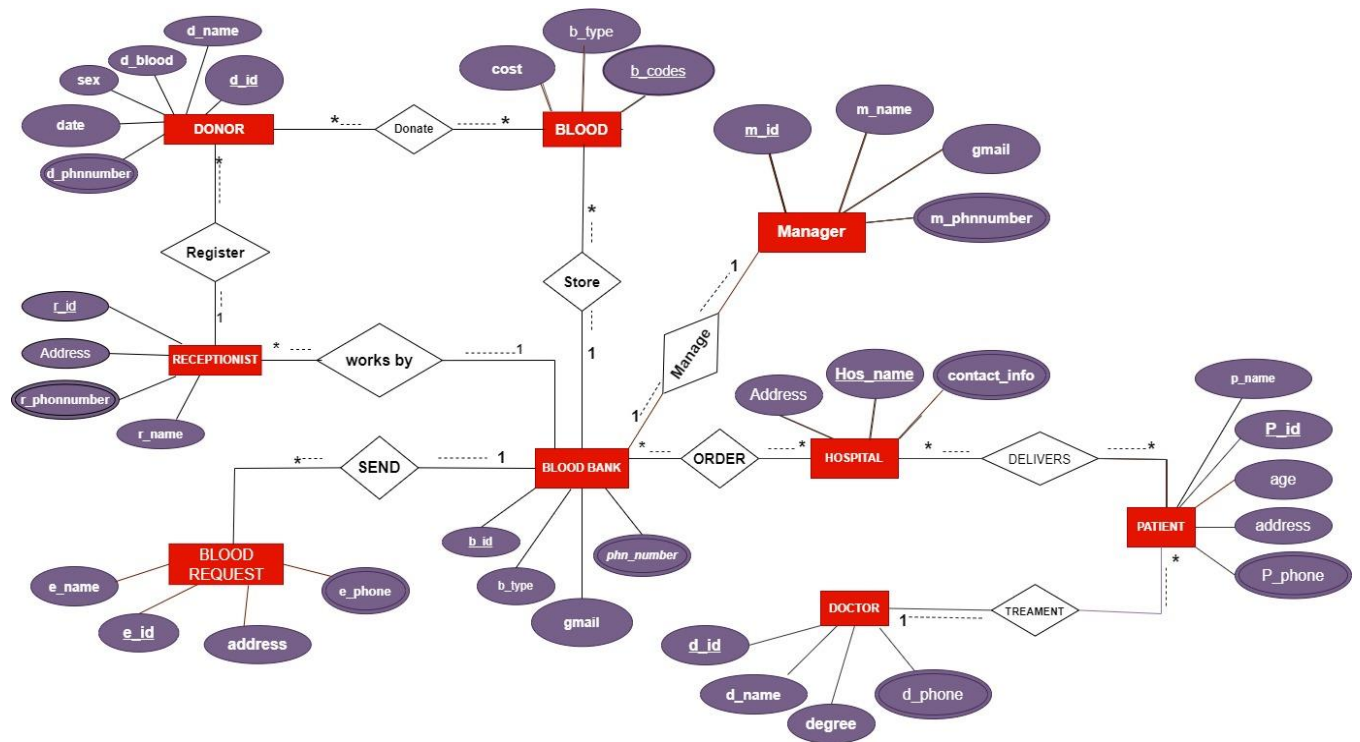 d_name
d_blood
sex
d_id
date
DONOR
d_phnnumber
*
*
Donate
*
b_type
cost
b_codes
BLOOD
m_id
m_name
gmail
m_phnnumber
Manager
*
Register
1
*
Store
1
1
Manage
1
r_id
Address
RECEPTIONIST
r_phonnumber
r_name
*
works by
1
*
SEND
1
BLOOD BANK
*
ORDER
*
Address
Hos_name
contact_info
HOSPITAL
*
DELIVERS
*
p_name
P_id
age
PATIENT
address
P_phone
*
BLOOD
REQUEST
e_name
e_phone
e_id
address
b_id
b_type
phn_number
gmail
DOCTOR
1
TREAMENT
d_id
d_name
degree
d_phone